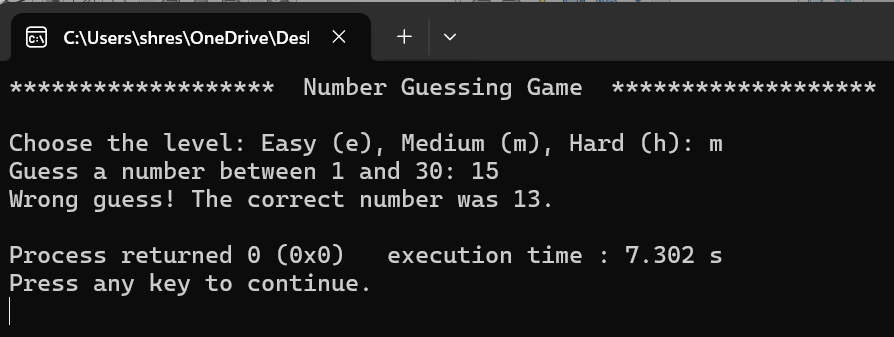 C:\Users\shres\OneDrive\Desl
******************* Number Guessing Game *******************
Choose the level: Easy (e), Medium (m), Hard (h): m
Guess a number between 1 and 30: 15
Wrong guess! The correct number was 13.
Process returned 0 (0x0)   execution time : 7.302 s
Press any key to continue.